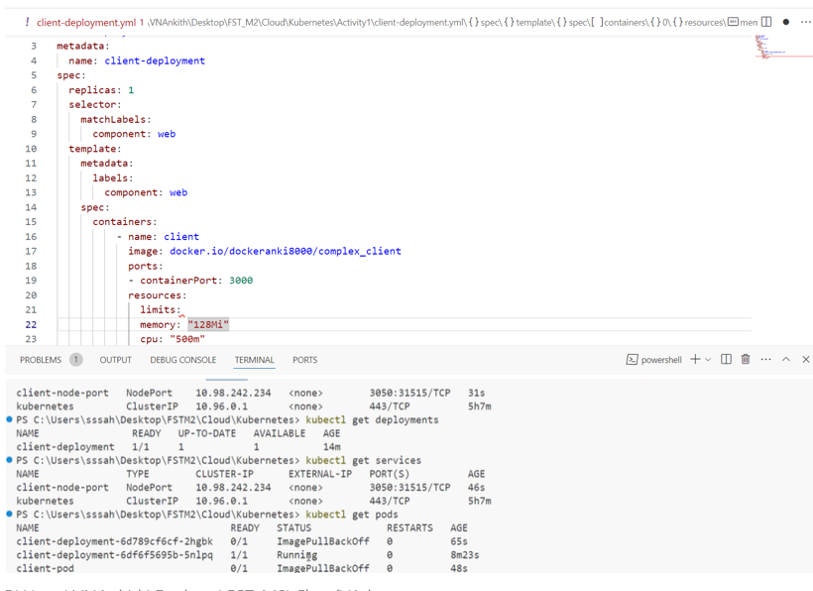 ! client-deployment.yml 1 \VNAnkith\Desktop\FST_M2\Cloud\Kubernetes\Activity1\client-deployment.yml\{ } spec\{ } template\{ } spec\[ ] containers\{ } 0\{ } resources\ men
3 metadata:
4 name: client-deployment
5 spec:
6 replicas: 1
7 selector:
8 matchLabels:
9 component: web
10 template:
11 metadata:
12 labels:
13 component: web
14 spec:
15 containers:
16 - name: client
17 image: docker.io/dockeranki8000/complex_client
18 ports:
19 - containerPort: 3000
20 resources:
21 limits:
22 memory: "128Mi"
23 cpu: "500m"
PROBLEMS 1 OUTPUT DEBUG CONSOLE TERMINAL PORTS powershell
client-node-port NodePort 10.98.242.234 <none> 3050:31515/TCP 31s
kubernetes ClusterIP 10.96.0.1 <none> 443/TCP 5h7m
PS C:\Users\sssah\Desktop\FSTM2\Cloud\Kubernetes> kubectl get deployments
NAME READY UP-TO-DATE AVAILABLE AGE
client-deployment 1/1 1 1 14m
PS C:\Users\sssah\Desktop\FSTM2\Cloud\Kubernetes> kubectl get services
NAME TYPE CLUSTER-IP EXTERNAL-IP PORT(S) AGE
client-node-port NodePort 10.98.242.234 <none> 3050:31515/TCP 46s
kubernetes ClusterIP 10.96.0.1 <none> 443/TCP 5h7m
PS C:\Users\sssah\Desktop\FSTM2\Cloud\Kubernetes> kubectl get pods
NAME READY STATUS RESTARTS AGE
client-deployment-6d789cf6cf-2hgbk 0/1 ImagePullBackOff 0 65s
client-deployment-6df6f5695b-5nlpq 1/1 Running 0 8m23s
client-pod 0/1 ImagePullBackOff 0 48s